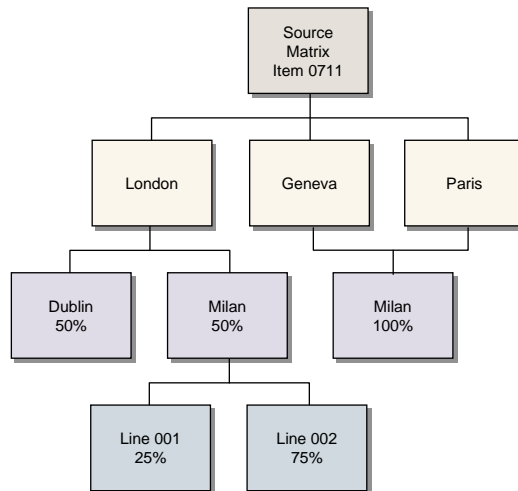 Source
Matrix
Item 0711
London
Geneva
Paris
Dublin
50%
Milan
50%
Milan
100%
Line 001
25%
Line 002
75%